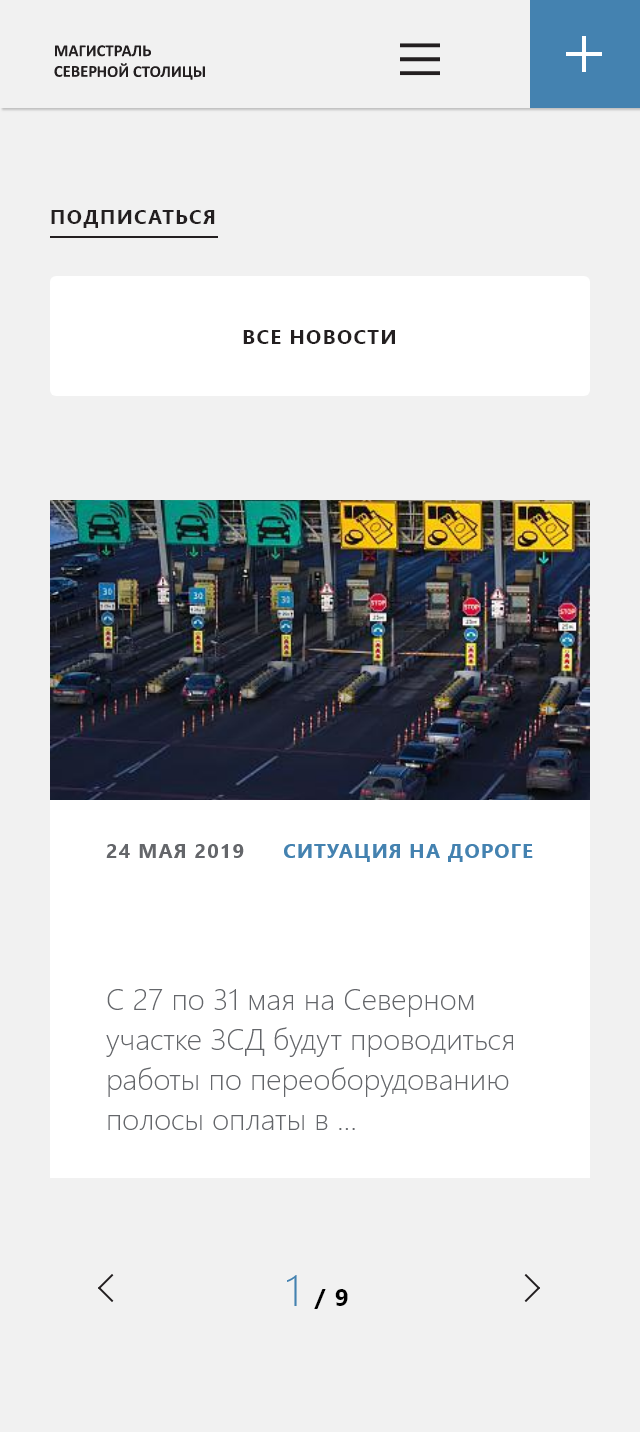 МАГИСТРАЛЬ
СЕВЕРНОЙ СТОЛИЦЫ
ПОДПИСАТЬСЯ
ВСЕ НОВОСТИ
30
30
30
STOP
STOP
STOP
24 МАЯ 2019 СИТУАЦИЯ НА ДОРОГЕ
С 27 по 31 мая на Северном
участке ЗСД будут проводиться
работы по переоборудованию
полосы оплаты в ...
1 / 9